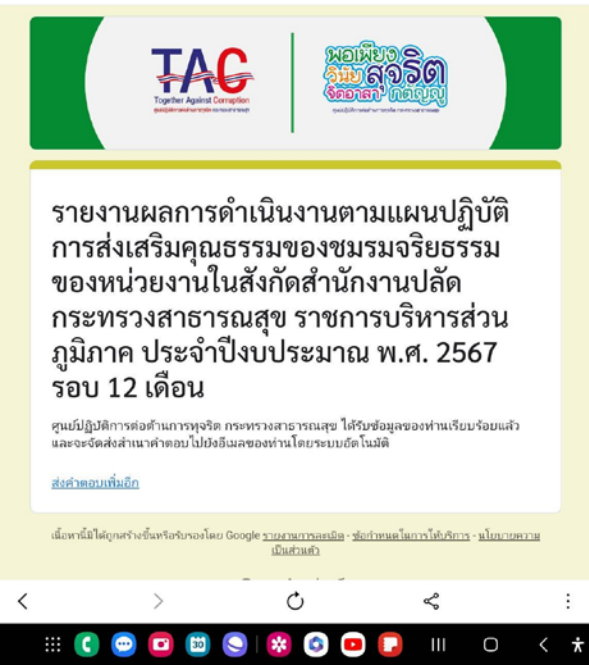 TAC
Together Against Corruption
พอเพียง
วินัย สุจริต
จิตอาสา กตัญญู
รายงานผลการดำเนินงานตามแผนปฏิบัติ
การส่งเสริมคุณธรรมของชมรมจริยธรรม
ของหน่วยงานในสังกัดสำนักงานปลัด
กระทรวงสาธารณสุข ราชการบริหารส่วน
ภูมิภาค ประจำปีงบประมาณ พ.ศ. 2567
รอบ 12 เดือน
ศูนย์ปฏิบัติการต่อต้านการทุจริต กระทรวงสาธารณสุข ได้รับข้อมูลของท่านเรียบร้อยแล้ว
และจะจัดส่งสำเนาคำตอบไปยังอีเมลของท่านโดยระบบอัตโนมัติ
ส่งคำตอบเพิ่มอีก
เนื้อหานี้มิได้ถูกสร้างขึ้นหรือรับรองโดย Google รายงานการละเมิด - ข้อกำหนดในการให้บริการ - นโยบายความ
เป็นส่วนตัว
30